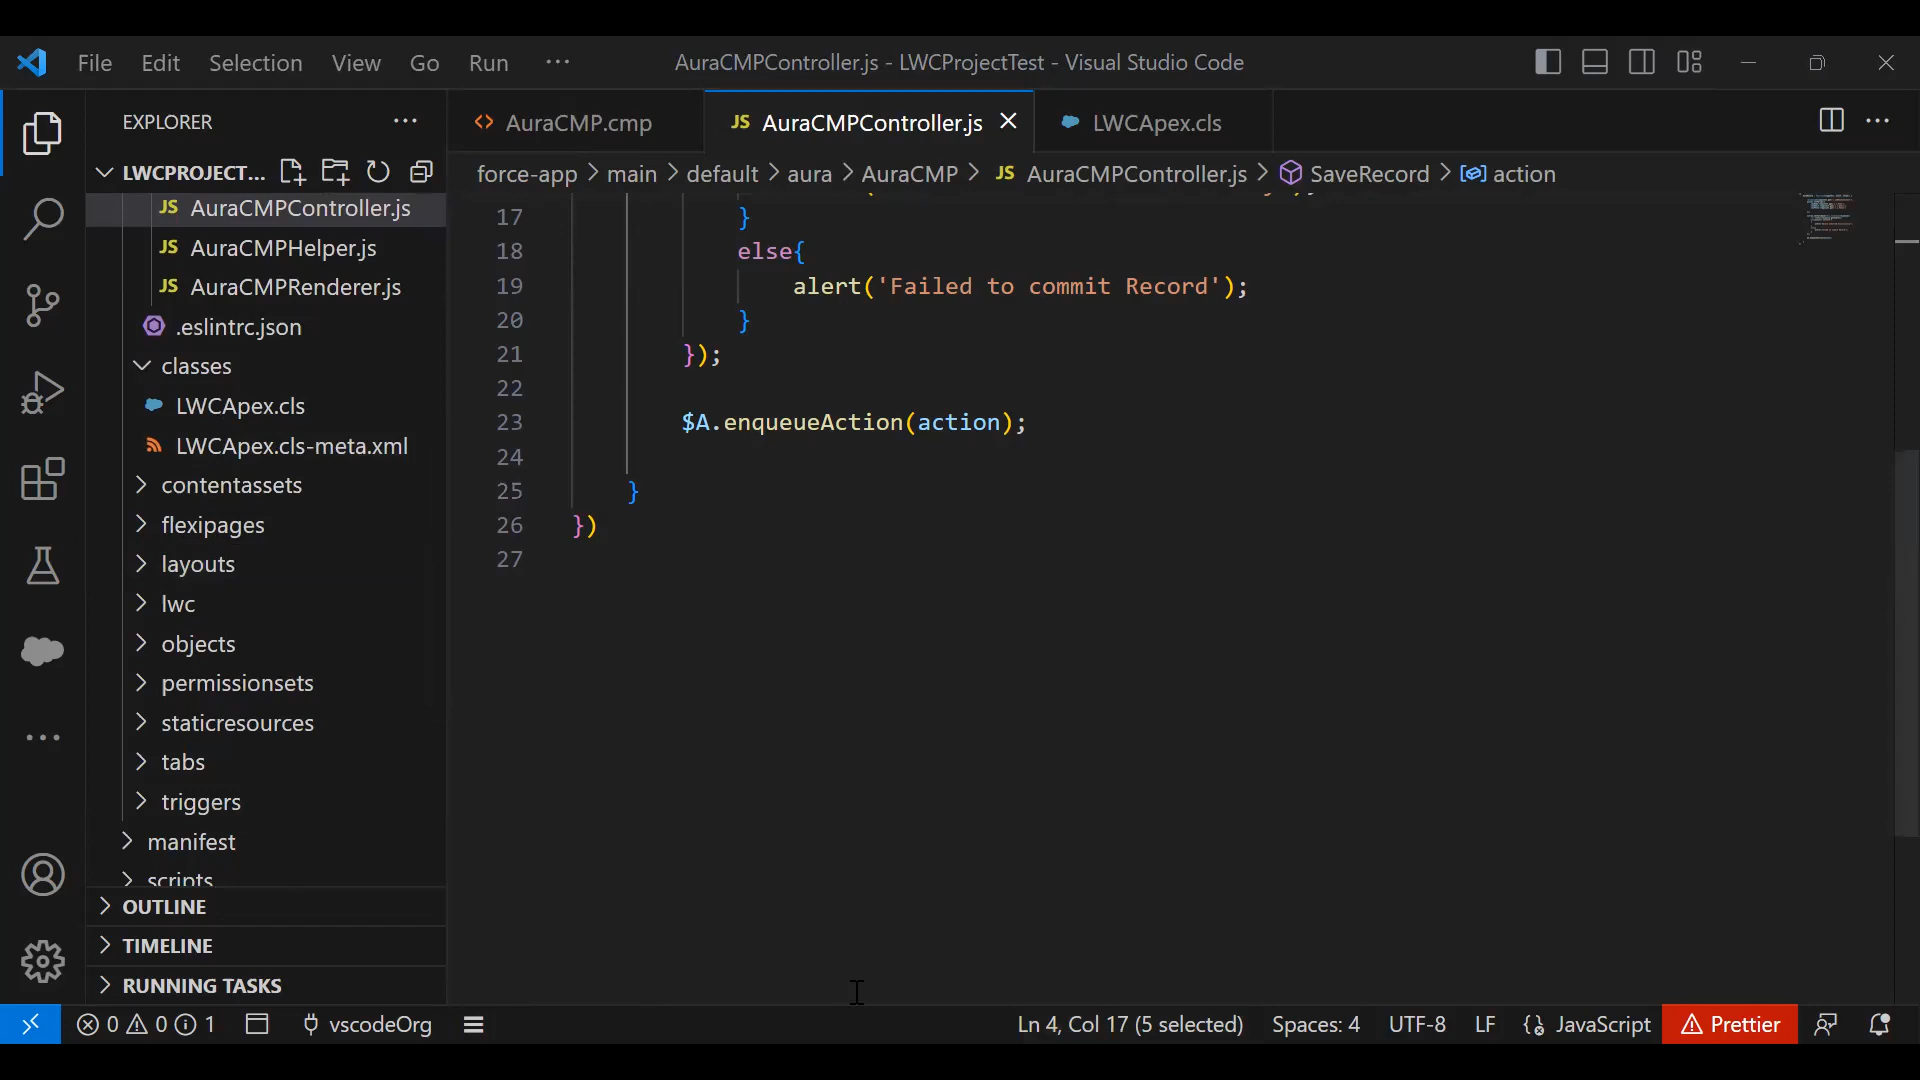 File Edit Selection View Go Run ··· AuraCMPController.js - LWCProjectTest - Visual Studio Code
EXPLORER ···
AuraCMP.cmp JS AuraCMPController.js LWCApex.cls ···
LWCPROJECT...
force-app > main > default > aura > AuraCMP > JS AuraCMPController.js > SaveRecord > action
JS AuraCMPController.js
JS AuraCMPHelper.js
JS AuraCMPRenderer.js
.eslintrc.json
classes
LWCApex.cls
LWCApex.cls-meta.xml
contentassets
flexipages
layouts
lwc
objects
permissionsets
staticresources
tabs
triggers
manifest
scripts
OUTLINE
TIMELINE
RUNNING TASKS
17 }
18 else{
19 alert('Failed to commit Record');
20 }
21 });
22
23 $A.enqueueAction(action);
24
25 }
26 })
27
0 0 1 vscodeOrg Ln 4, Col 17 (5 selected) Spaces: 4 UTF-8 LF JavaScript Prettier